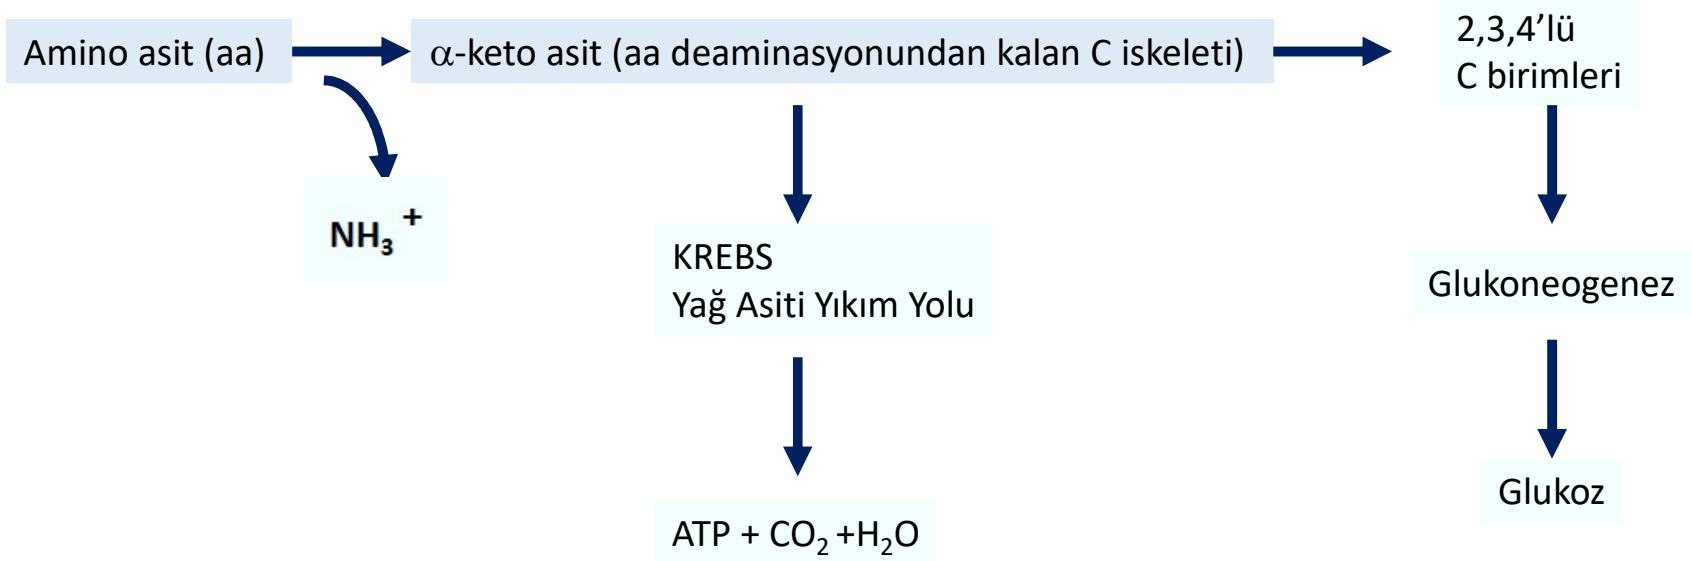 Amino asit (aa)
α-keto asit (aa deaminasyonundan kalan C iskeleti)
2,3,4’lü
C birimleri
NH₃⁺
KREBS
Yağ Asiti Yıkım Yolu
Glukoneogenez
ATP + CO₂ +H₂O
Glukoz